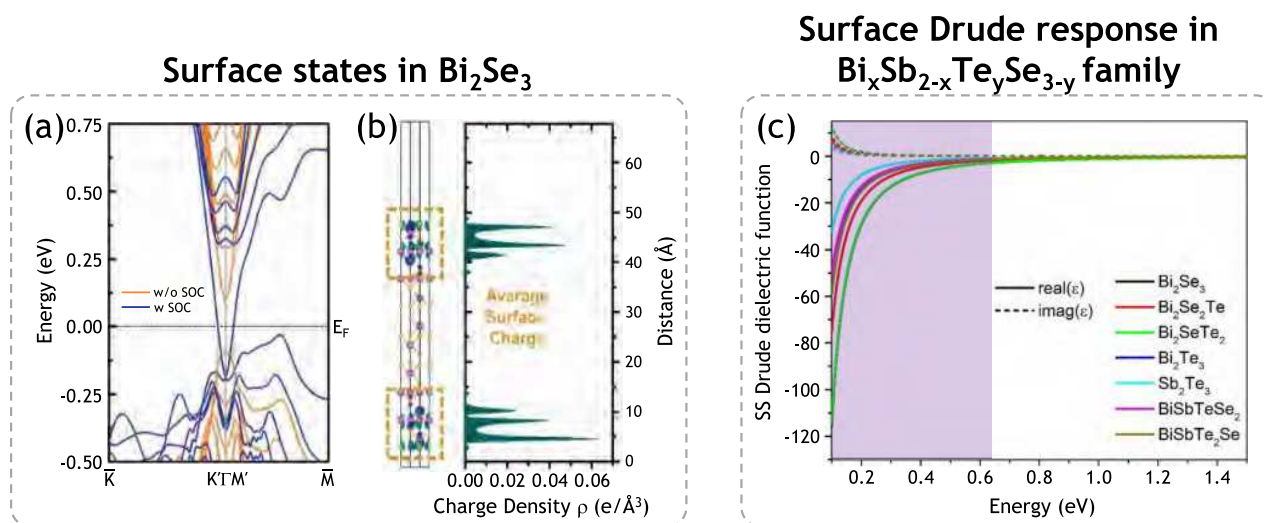 Surface states in Bi₂Se₃
Surface Drude response in
BiₓSb₂₋ₓTeᵧSe₃₋ᵧ family
(a)
0.75
0.50
0.25
0.00
-0.25
-0.50
Energy (eV)
w/o SOC
w SOC
E_F
K̅
K'
Γ
M'
M̅
(b)
Avarage
Surface
Charge
60
50
40
30
20
10
0
Distance (Å)
0.00 0.02 0.04 0.06
Charge Density ρ (e/Å³)
(c)
0
-20
-40
-60
-80
-100
-120
SS Drude dielectric function
real(ε)
imag(ε)
Bi₂Se₃
Bi₂Se₂Te
Bi₂SeTe₂
Bi₂Te₃
Sb₂Te₃
BiSbTeSe₂
BiSbTe₂Se
0.2 0.4 0.6 0.8 1.0 1.2 1.4
Energy (eV)